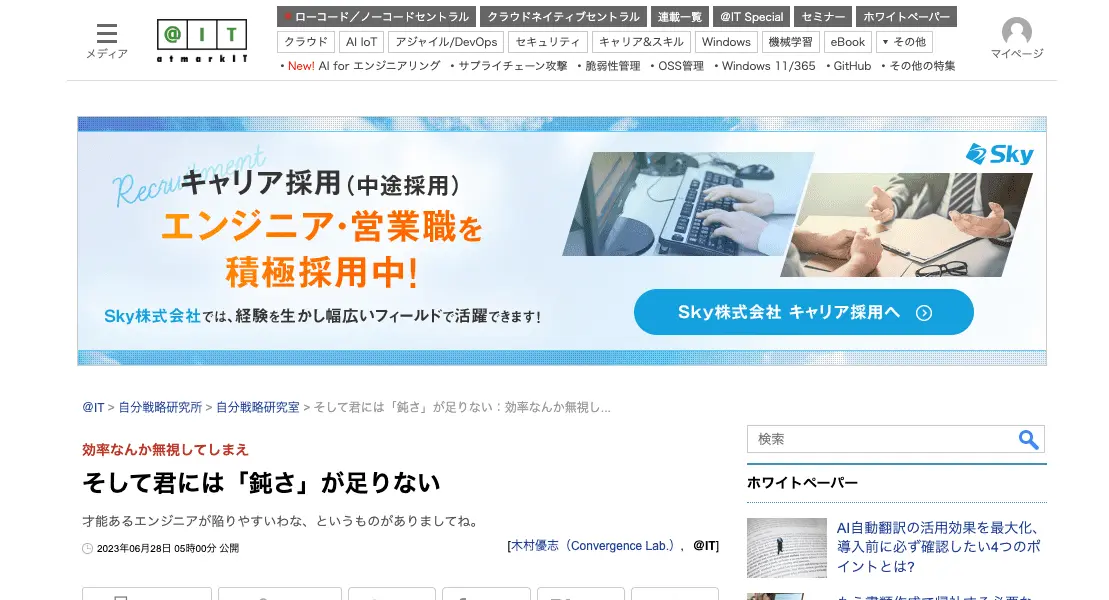 メディア
@IT
atmarkIT
ローコード/ノーコードセントラル
クラウドネイティブセントラル
連載一覧
@IT Special
セミナー
ホワイトペーパー
クラウド
AI IoT
アジャイル/DevOps
セキュリティ
キャリア&スキル
Windows
機械学習
eBook
▼ その他
・New! AI for エンジニアリング ・サプライチェーン攻撃 ・脆弱性管理 ・OSS管理 ・Windows 11/365 ・GitHub ・その他の特集
マイページ
Recruitment
キャリア採用（中途採用）
エンジニア・営業職を
積極採用中！
Sky株式会社では、経験を生かし幅広いフィールドで活躍できます！
Sky
Sky株式会社 キャリア採用へ
@IT > 自分戦略研究所 > 自分戦略研究室 > そして君には「鈍さ」が足りない：効率なんか無視し...
検索
効率なんか無視してしまえ
そして君には「鈍さ」が足りない
才能あるエンジニアが陥りやすいわな、というものがありましてね。
2023年06月28日 05時00分 公開
[木村優志（Convergence Lab.），@IT]
ホワイトペーパー
AI自動翻訳の活用効果を最大化、
導入前に必ず確認したい4つのポ
イントとは？